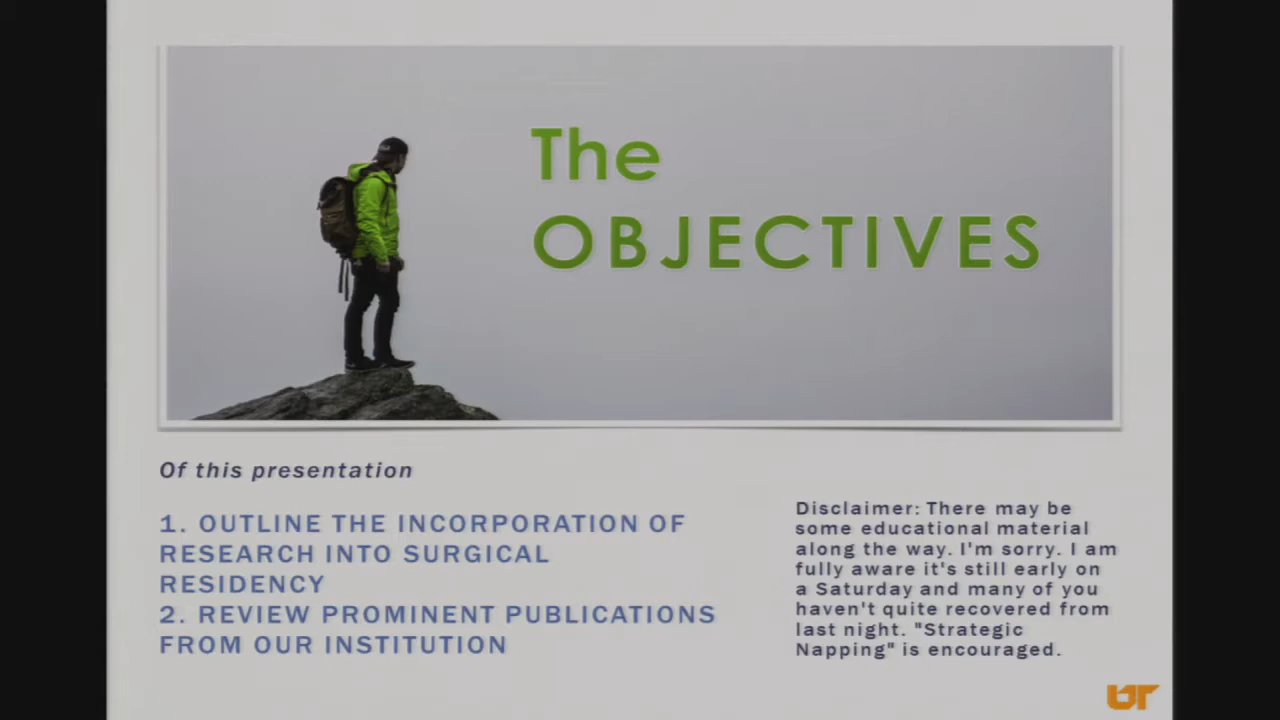 The
OBJECTIVES
Of this presentation
1. OUTLINE THE INCORPORATION OF
RESEARCH INTO SURGICAL
RESIDENCY
2. REVIEW PROMINENT PUBLICATIONS
FROM OUR INSTITUTION
Disclaimer: There may be
some educational material
along the way. I'm sorry. I am
fully aware it's still early on
a Saturday and many of you
haven't quite recovered from
last night. "Strategic
Napping" is encouraged.
UT